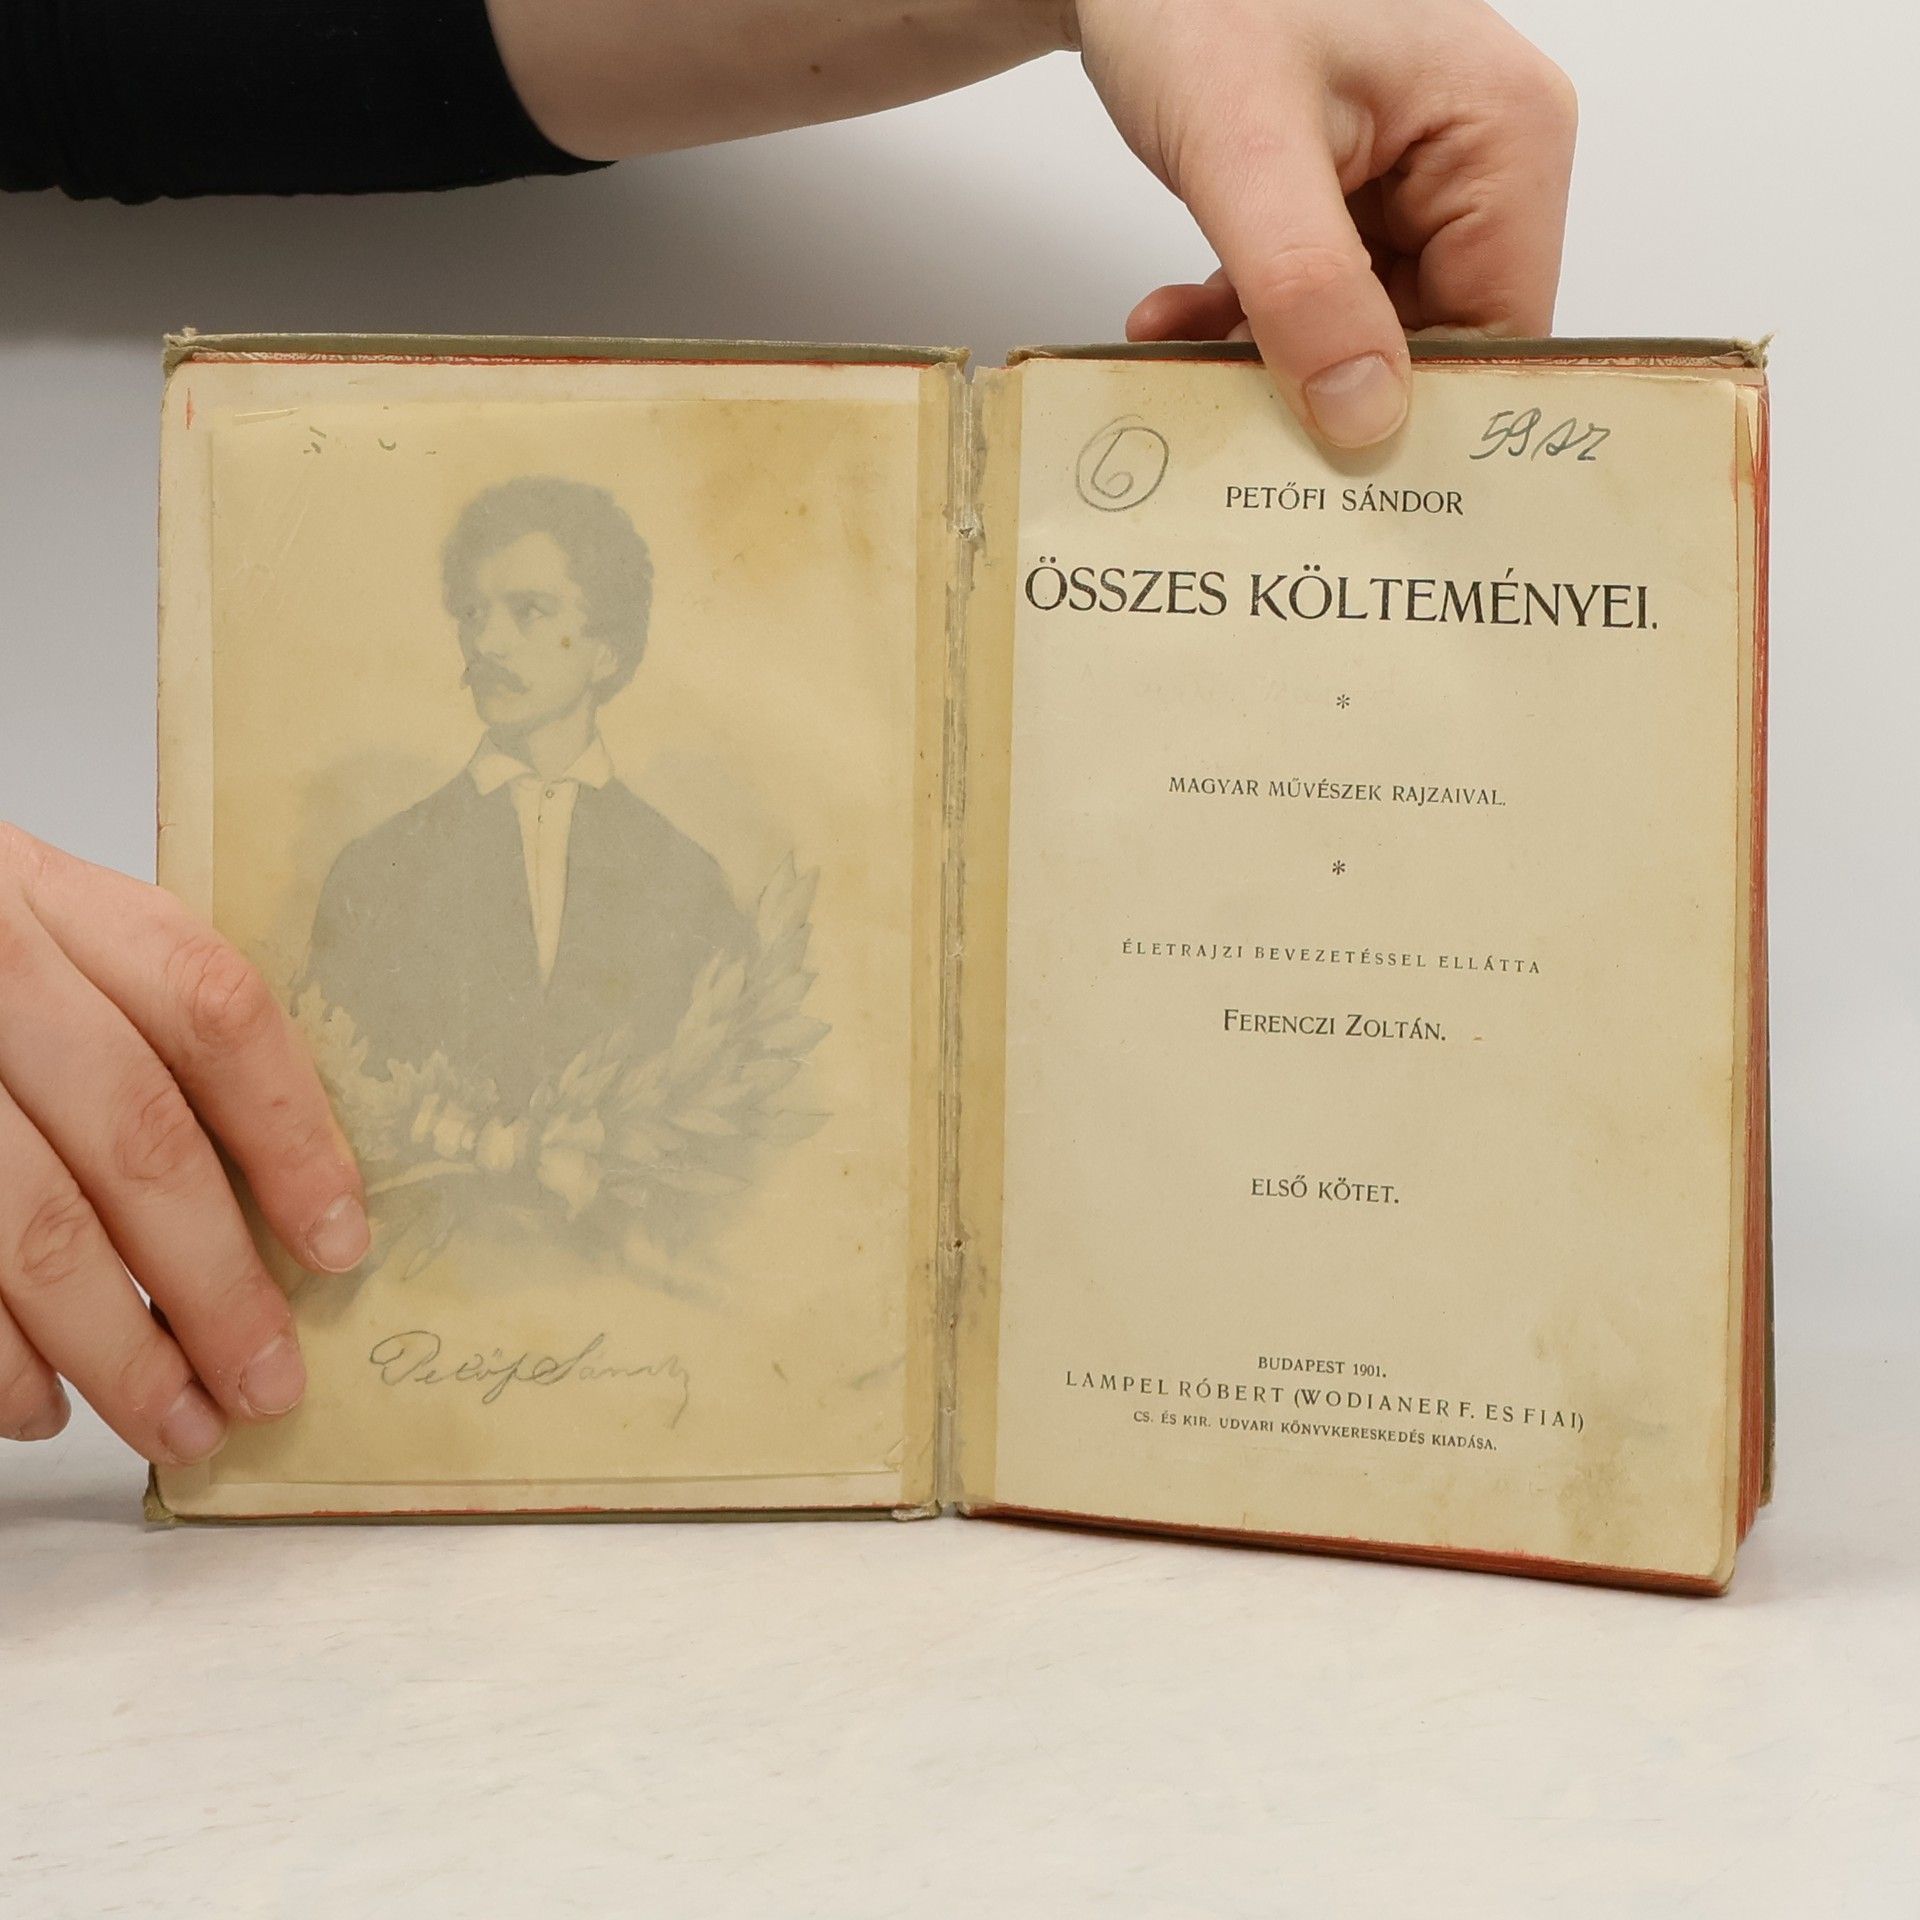 Petőfi Sándor
6
59
PETŐFI SÁNDOR
ÖSSZES KÖLTEMÉNYEI.
*
MAGYAR MŰVÉSZEK RAJZAIVAL.
*
ÉLETRAJZI BEVEZETÉSSEL ELLÁTTA
FERENCZI ZOLTÁN.
ELSŐ KÖTET.
BUDAPEST 1901.
LAMPEL RÓBERT (WODIANER F. ES FIAI)
CS. ÉS KIR. UDVARI KÖNYVKERESKEDÉS KIADÁSA.